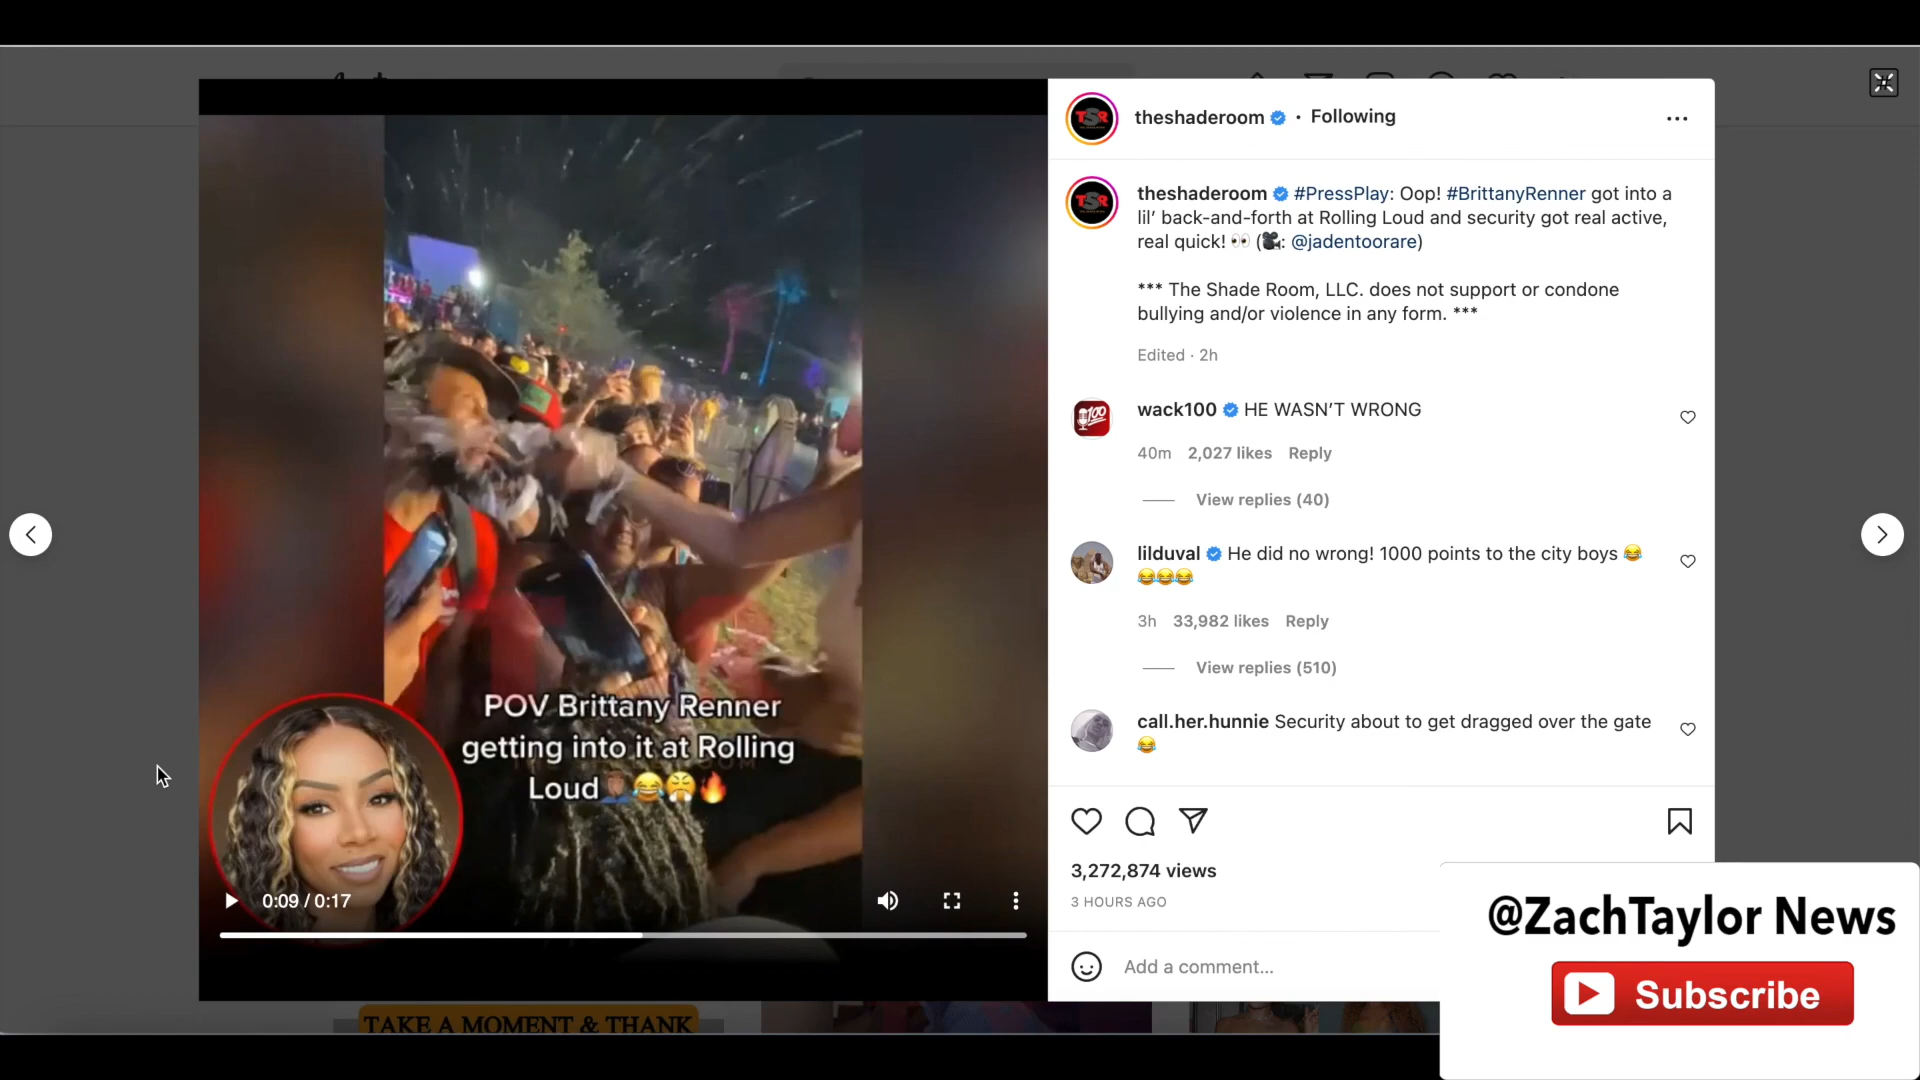 theshaderoom • Following
theshaderoom #PressPlay: Oop! #BrittanyRenner got into a
lil’ back-and-forth at Rolling Loud and security got real active,
real quick! 👀 (🎥: @jadentoorare)
*** The Shade Room, LLC. does not support or condone
bullying and/or violence in any form. ***
Edited · 2h
wack100 HE WASN’T WRONG
40m 2,027 likes Reply
View replies (40)
lilduval He did no wrong! 1000 points to the city boys 😂
😂😂😂
3h 33,982 likes Reply
View replies (510)
call.her.hunnie Security about to get dragged over the gate
😂
3,272,874 views
3 HOURS AGO
Add a comment...
POV Brittany Renner
getting into it at Rolling
Loud🤦🏾‍♂️😂😤🔥
0:09 / 0:17
TAKE A MOMENT & THANK
@ZachTaylor News
Subscribe
TSR
TSR
100